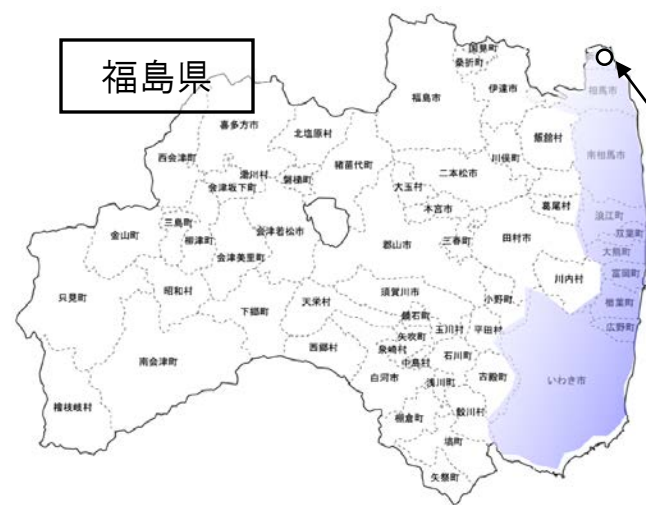 福島県
国見町
桑折町
福島市
伊達市
相馬市
喜多方市
北塩原村
飯舘村
西会津町
猪苗代町
川俣町
南相馬市
湯川村
磐梯町
二本松市
会津坂下町
大玉村
本宮市
葛尾村
浪江町
三島町
双葉町
金山町
柳津町
会津若松市
郡山市
三春町
田村市
大熊町
会津美里町
富岡町
川内村
只見町
昭和村
須賀川市
小野町
楢葉町
下郷町
天栄村
鏡石町
広野町
玉川村
平田村
矢吹町
南会津町
西郷村
泉崎村
石川町
中島村
白河市
浅川町
古殿町
いわき市
檜枝岐村
棚倉町
鮫川村
塙町
矢祭町